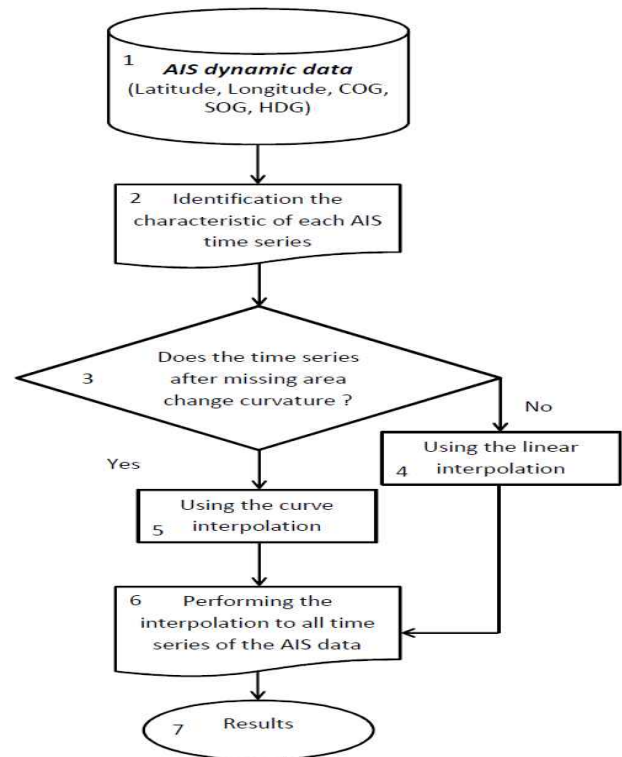 1
AIS dynamic data
(Latitude, Longitude, COG,
SOG, HDG)
2 Identification the
characteristic of each AIS
time series
Does the time series
3 after missing area
change curvature ?
No
Using the linear
4 interpolation
Yes
Using the curve
5 interpolation
6 Performing the
interpolation to all time
series of the AIS data
7 Results